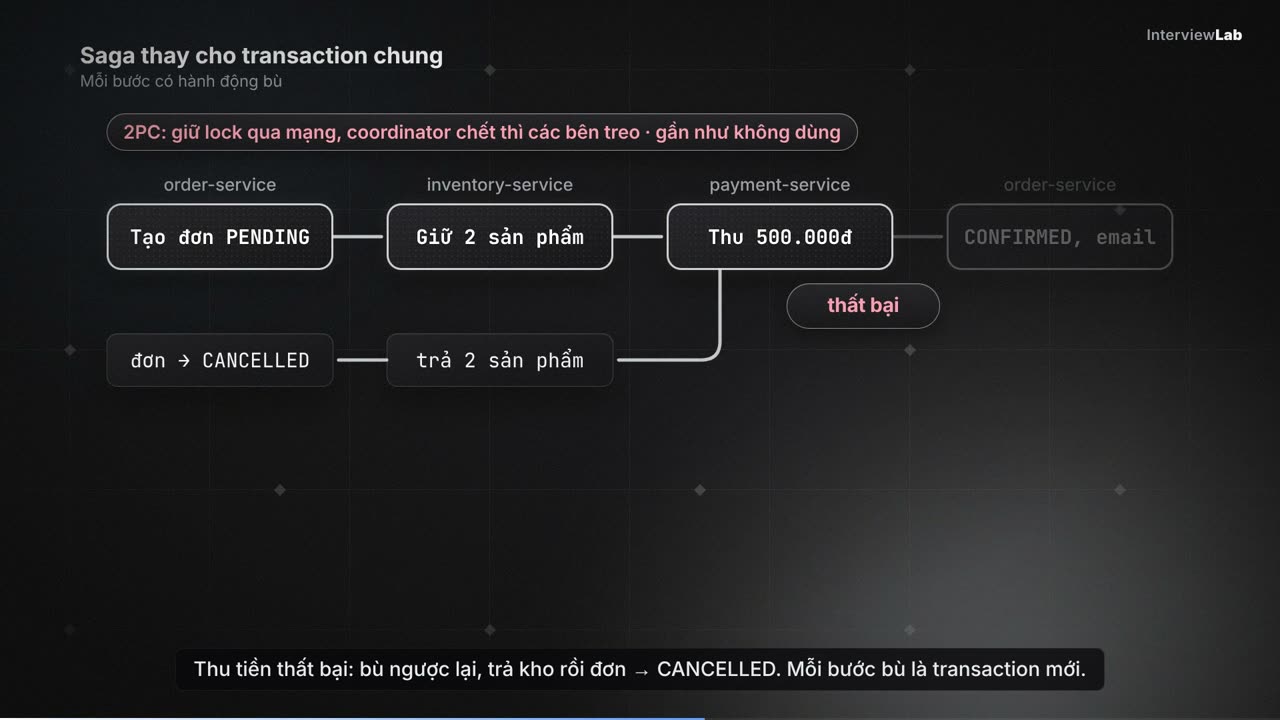 InterviewLab
Saga thay cho transaction chung
Mỗi bước có hành động bù
2PC: giữ lock qua mạng, coordinator chết thì các bên treo · gần như không dùng
order-service
inventory-service
payment-service
order-service
Tạo đơn PENDING
Giữ 2 sản phẩm
Thu 500.000đ
CONFIRMED, email
thất bại
đơn → CANCELLED
trả 2 sản phẩm
Thu tiền thất bại: bù ngược lại, trả kho rồi đơn → CANCELLED. Mỗi bước bù là transaction mới.